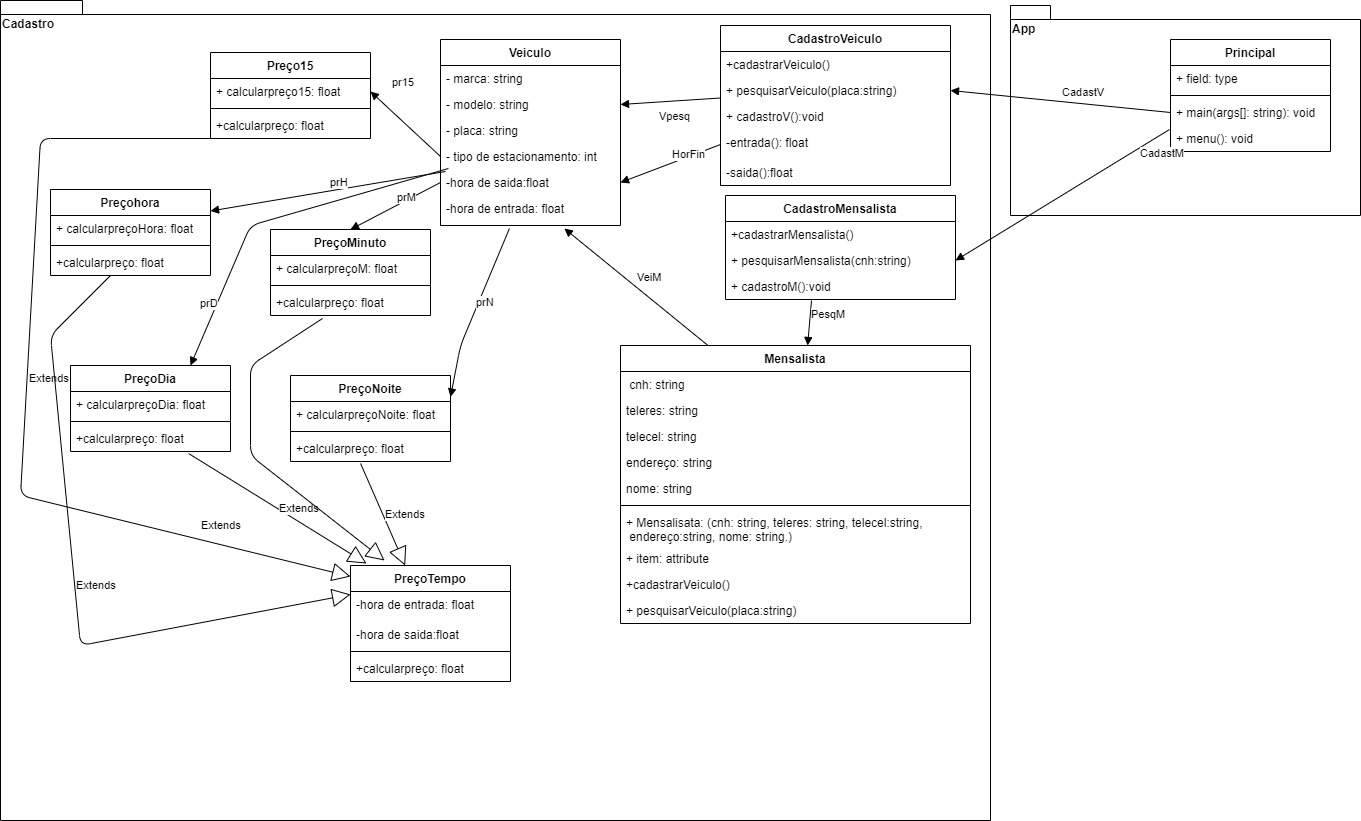 Cadastro
Preço15
+ calcularpreço15: float
+calcularpreço: float
pr15
Veiculo
- marca: string
- modelo: string
- placa: string
- tipo de estacionamento: int
-hora de saida:float
-hora de entrada: float
Vpesq
HorFin
CadastroVeiculo
+cadastrarVeiculo()
+ pesquisarVeiculo(placa:string)
+ cadastroV():void
-entrada(): float
-saida():float
CadastV
App
Principal
+ field: type
+ main(args[]: string): void
+ menu(): void
CadastM
prH
prM
Preçohora
+ calcularpreçoHora: float
+calcularpreço: float
PreçoMinuto
+ calcularpreçoM: float
+calcularpreço: float
CadastroMensalista
+cadastrarMensalista()
+ pesquisarMensalista(cnh:string)
+ cadastroM():void
VeiM
PesqM
prD
prN
Extends
PreçoDia
+ calcularpreçoDia: float
+calcularpreço: float
PreçoNoite
+ calcularpreçoNoite: float
+calcularpreço: float
Mensalista
cnh: string
teleres: string
telecel: string
endereço: string
nome: string
+ Mensalisata: (cnh: string, teleres: string, telecel:string,
endereço:string, nome: string.)
+ item: attribute
+cadastrarVeiculo()
+ pesquisarVeiculo(placa:string)
Extends
Extends
Extends
Extends
PreçoTempo
-hora de entrada: float
-hora de saida:float
+calcularpreço: float